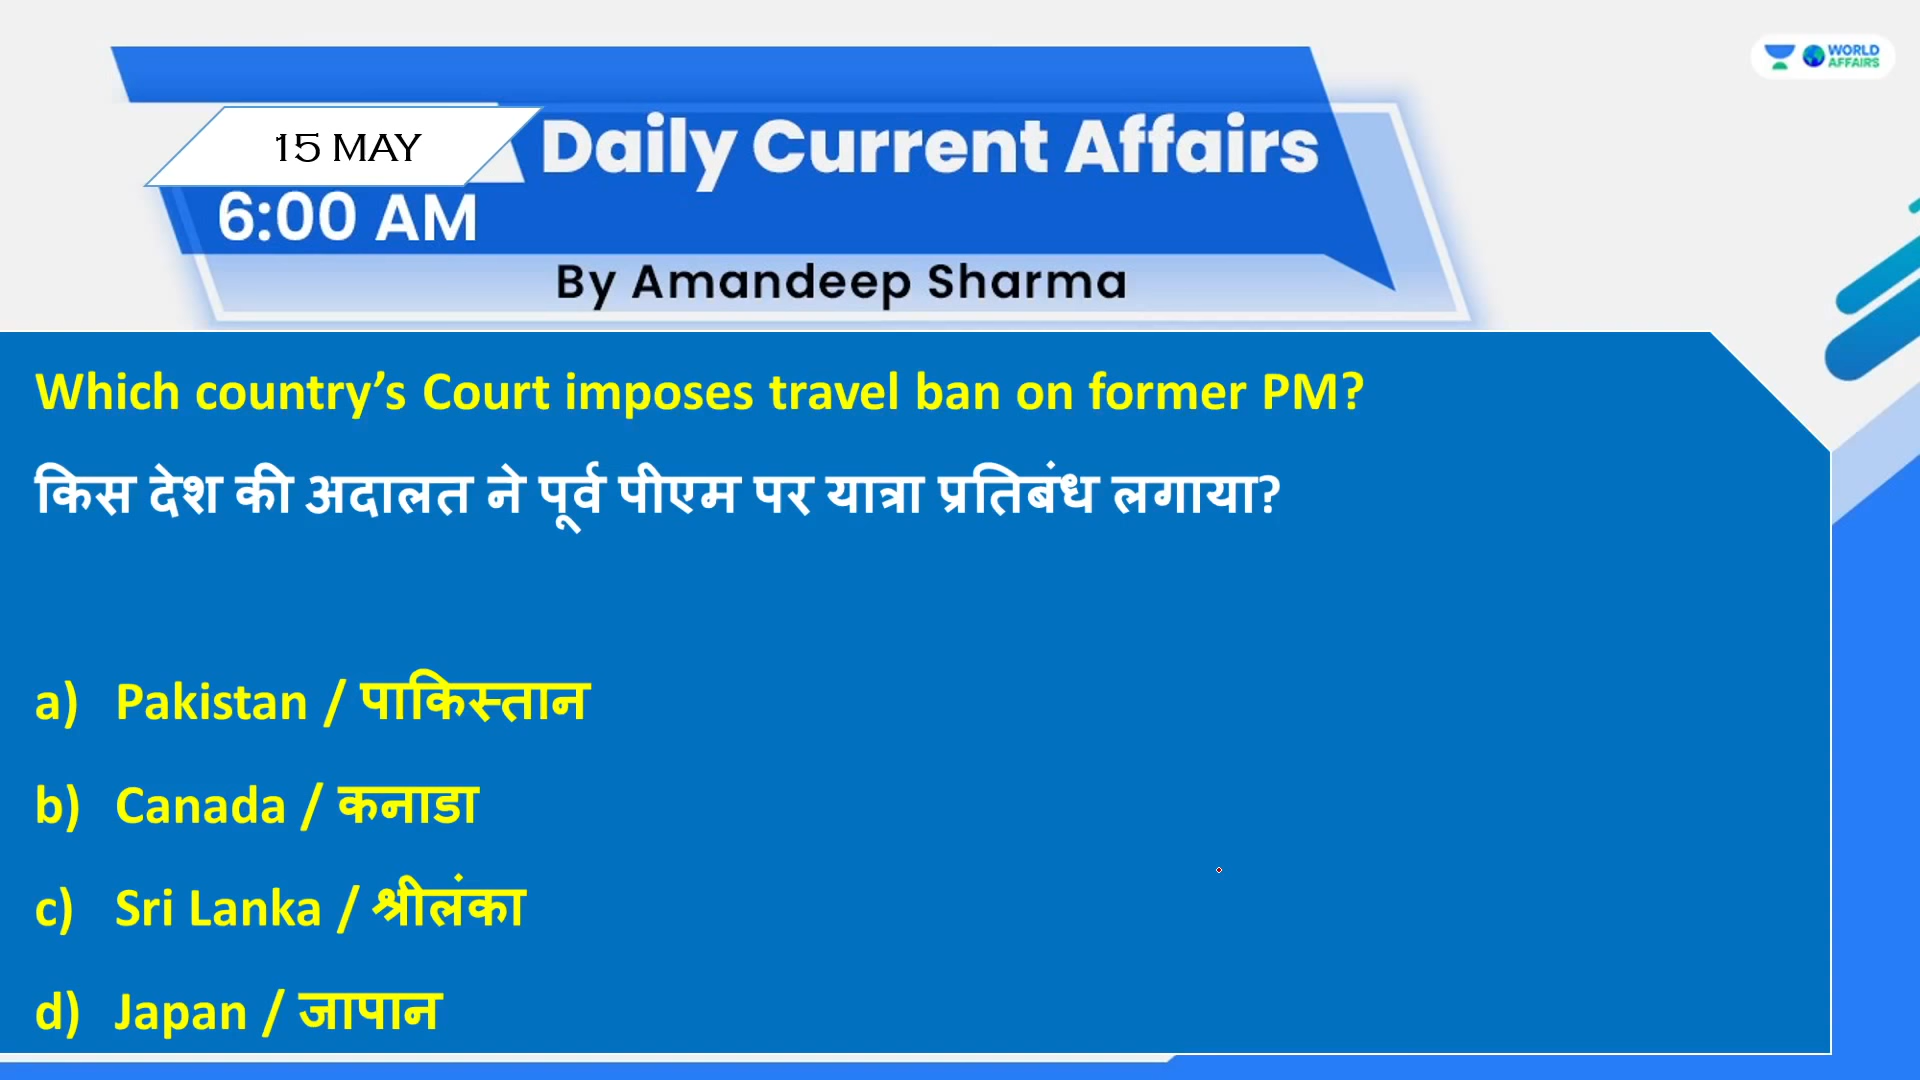 WORLD
AFFAIRS
15 MAY
Daily Current Affairs
6:00 AM
By Amandeep Sharma
Which country’s Court imposes travel ban on former PM?
किस देश की अदालत ने पूर्व पीएम पर यात्रा प्रतिबंध लगाया?
a) Pakistan / पाकिस्तान
b) Canada / कनाडा
c) Sri Lanka / श्रीलंका
d) Japan / जापान